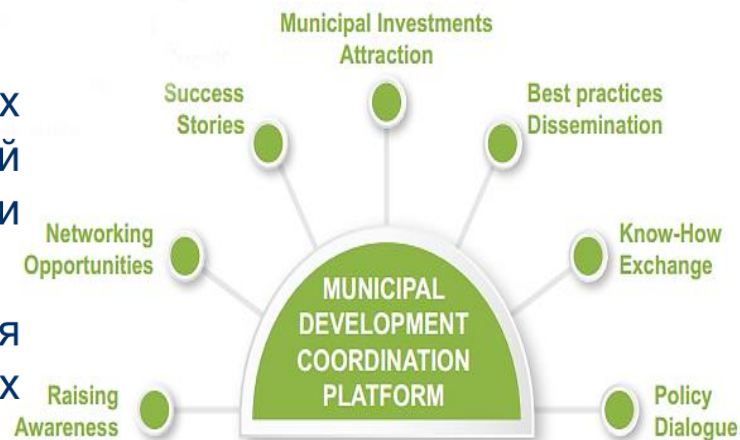 Municipal Investments
Attraction
Success
Stories
Best practices
Dissemination
Networking
Opportunities
Know-How
Exchange
MUNICIPAL
DEVELOPMENT
COORDINATION
PLATFORM
Raising
Awareness
Policy
Dialogue
х
й
и
я
х